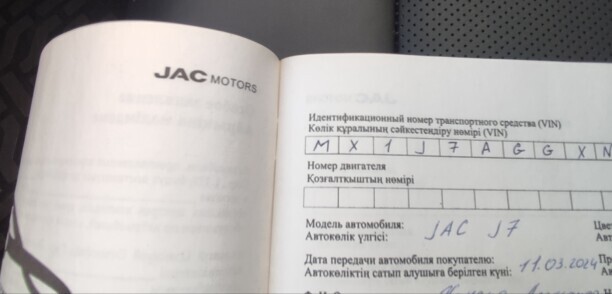 JAC MOTORS
Идентификационный номер транспортного средства (VIN)
Көлік құралының сәйкестендіру нөмірі (VIN)
M X 1 J 7 A G G X N
Номер двигателя
Қозғалтқыштың нөмірі
Модель автомобиля: JAC J7
Автокөлік үлгісі:
Дата передачи автомобиля покупателю: 11.03.2024
Автокөліктің сатып алушыға берілген күні: